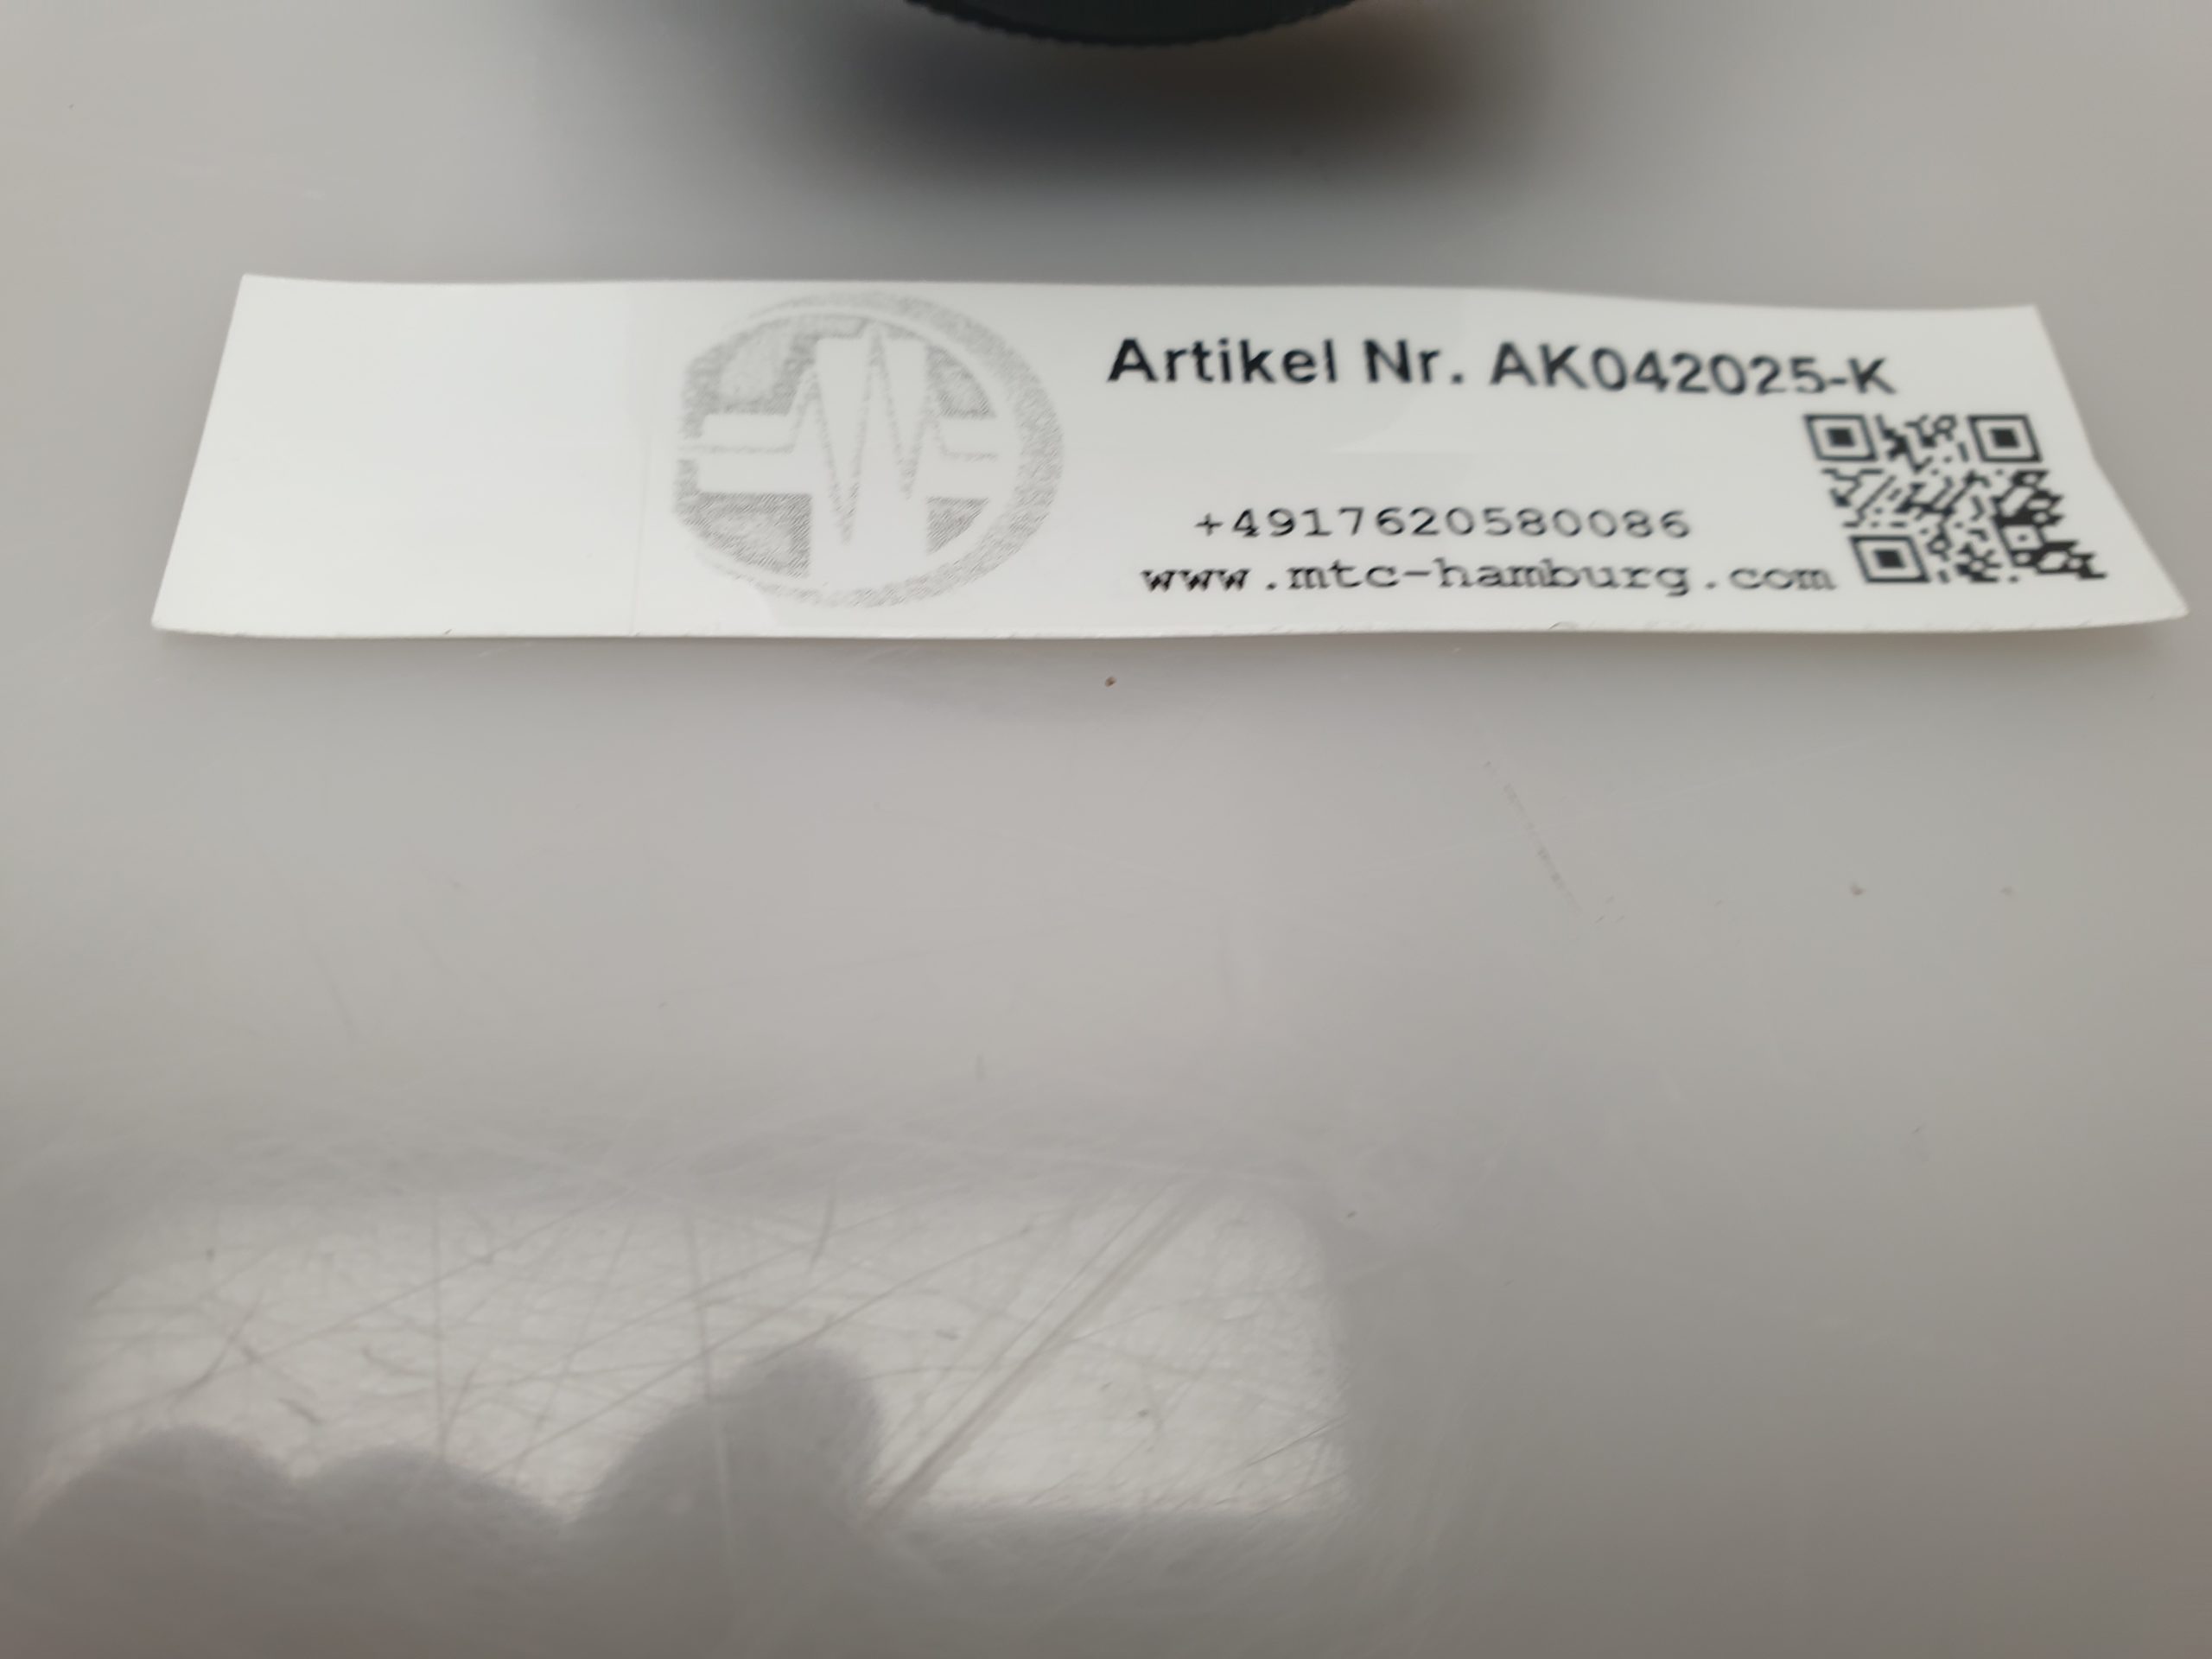 Artikel Nr. AK042025-K
+4917620580086
www.mtc-hamburg.com